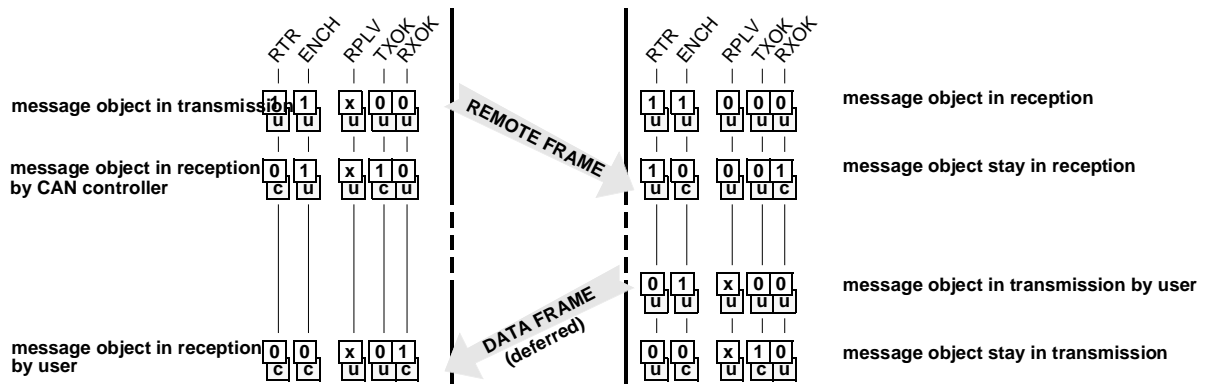 RTR ENCH RPLV TXOK RXOK
RTR ENCH RPLV TXOK RXOK
message object in transmission
1 1 x 0 0
u u u u u
REMOTE FRAME
1 1 0 0 0
u u u u u
message object in reception
message object in reception
by CAN controller
0 1 x 1 0
c u u c u
1 0 0 0 1
u c u u c
message object stay in reception
0 1 x 0 0
u u u u u
message object in transmission by user
DATA FRAME
(deferred)
message object in reception
by user
0 0 x 0 1
c c u u c
0 0 x 1 0
u c u c u
message object stay in transmission